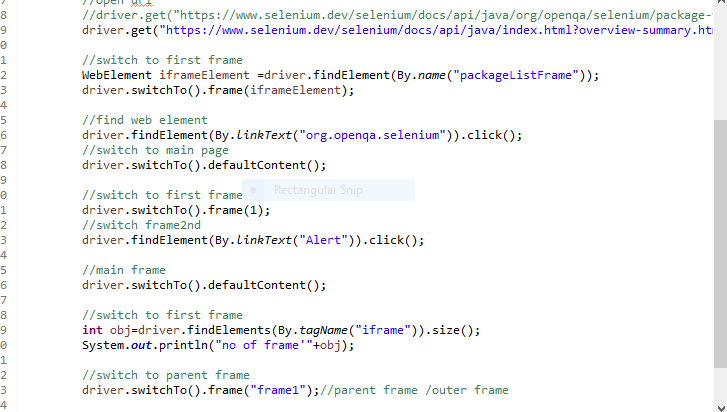 7 //open url
8 //driver.get("https://www.selenium.dev/selenium/docs/api/java/org/openqa/selenium/package-
9 driver.get("https://www.selenium.dev/selenium/docs/api/java/index.html?overview-summary.htm
0
1 //switch to first frame
2 WebElement iframeElement =driver.findElement(By.name("packageListFrame"));
3 driver.switchTo().frame(iframeElement);
4
5 //find web element
6 driver.findElement(By.linkText("org.openqa.selenium")).click();
7 //switch to main page
8 driver.switchTo().defaultContent();
9 Rectangular Snip
0 //switch to first frame
1 driver.switchTo().frame(1);
2 //switch frame2nd
3 driver.findElement(By.linkText("Alert")).click();
4
5 //main frame
6 driver.switchTo().defaultContent();
7
8 //switch to first frame
9 int obj=driver.findElements(By.tagName("iframe")).size();
0 System.out.println("no of frame'"+obj);
1
2 //switch to parent frame
3 driver.switchTo().frame("frame1");//parent frame /outer frame
4